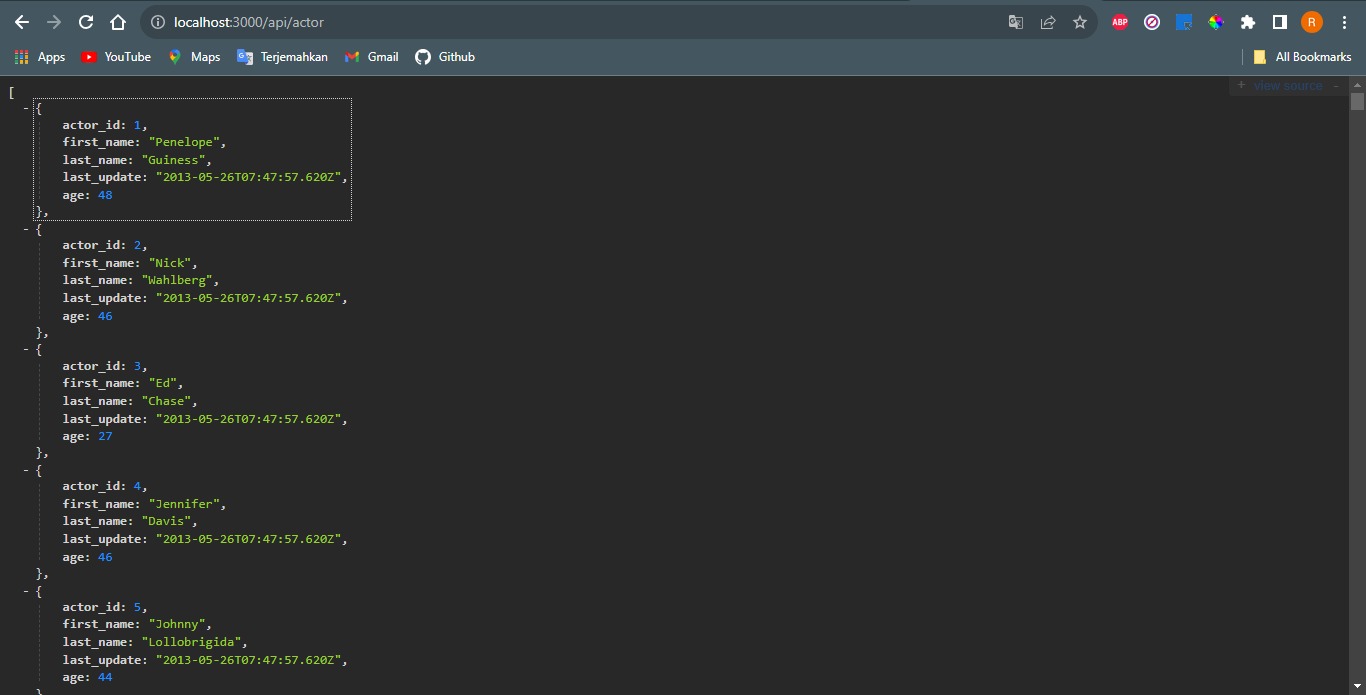 localhost:3000/api/actor
ABP
R
Apps YouTube Maps Terjemahkan Gmail Github All Bookmarks
+ view source -
[
- {
actor_id: 1,
first_name: "Penelope",
last_name: "Guiness",
last_update: "2013-05-26T07:47:57.620Z",
age: 48
},
- {
actor_id: 2,
first_name: "Nick",
last_name: "Wahlberg",
last_update: "2013-05-26T07:47:57.620Z",
age: 46
},
- {
actor_id: 3,
first_name: "Ed",
last_name: "Chase",
last_update: "2013-05-26T07:47:57.620Z",
age: 27
},
- {
actor_id: 4,
first_name: "Jennifer",
last_name: "Davis",
last_update: "2013-05-26T07:47:57.620Z",
age: 46
},
- {
actor_id: 5,
first_name: "Johnny",
last_name: "Lollobrigida",
last_update: "2013-05-26T07:47:57.620Z",
age: 44